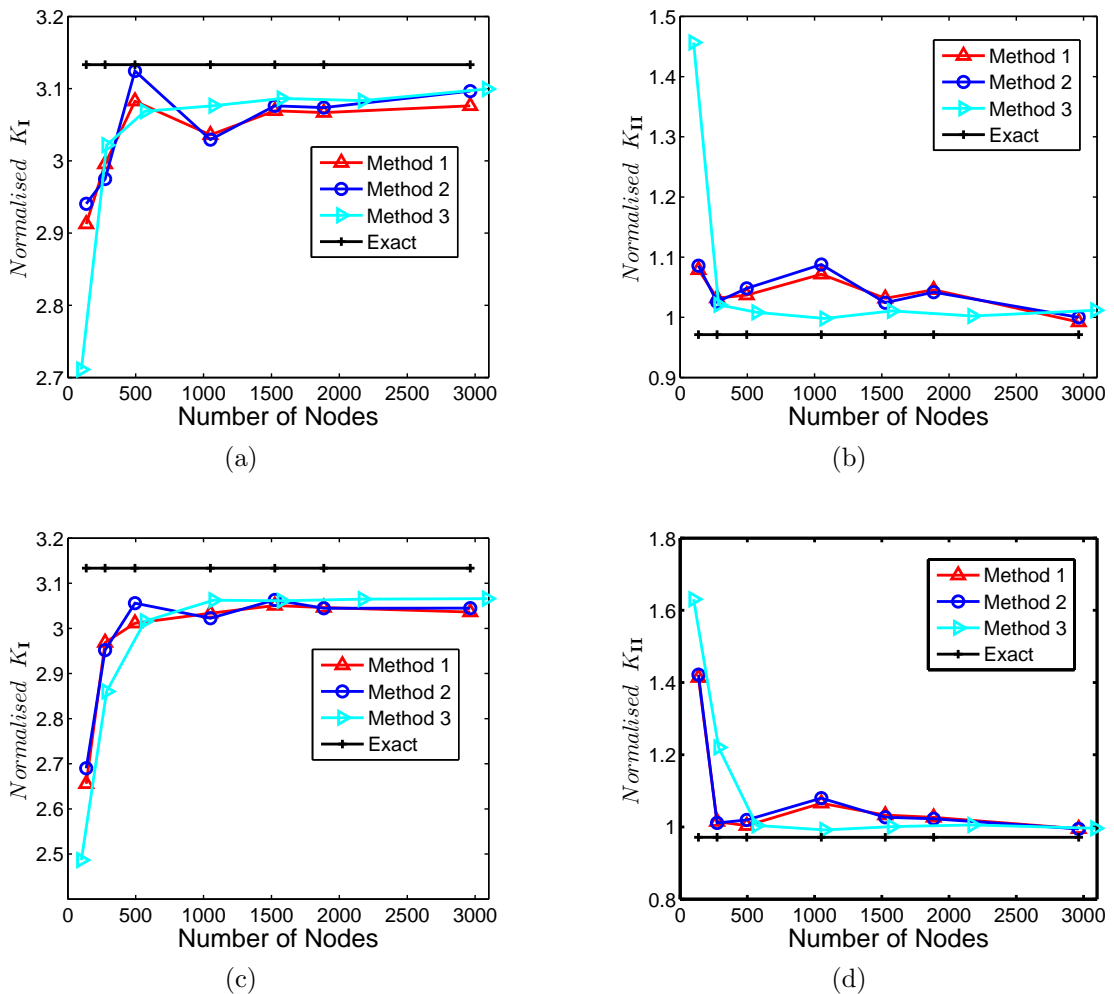 3.2
3.1
3
2.9
2.8
2.7
0 500 1000 1500 2000 2500 3000
Normalised K_I
Number of Nodes
Method 1
Method 2
Method 3
Exact
(a)
1.5
1.4
1.3
1.2
1.1
1
0.9
0 500 1000 1500 2000 2500 3000
Normalised K_II
Number of Nodes
Method 1
Method 2
Method 3
Exact
(b)
3.2
3.1
3
2.9
2.8
2.7
2.6
2.5
0 500 1000 1500 2000 2500 3000
Normalised K_I
Number of Nodes
Method 1
Method 2
Method 3
Exact
(c)
1.8
1.6
1.4
1.2
1
0.8
0 500 1000 1500 2000 2500 3000
Normalised K_II
Number of Nodes
Method 1
Method 2
Method 3
Exact
(d)